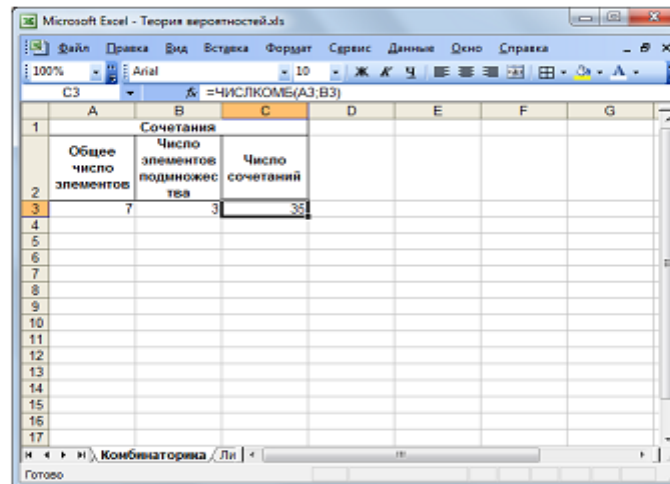 Microsoft Excel - Теория вероятностей.xls
Файл Правка Вид Вставка Формат Сервис Данные Окно Справка
100% Arial 10 Ж К Ч
C3 fx =ЧИСЛКОМБ(A3;B3)
A B C D E F G
1 Сочетания
2 Общее число элементов Число элементов подмножес тва Число сочетаний
3 7 3 35
4
5
6
7
8
9
10
11
12
13
14
15
16
17
Комбинаторика Ли
Готово